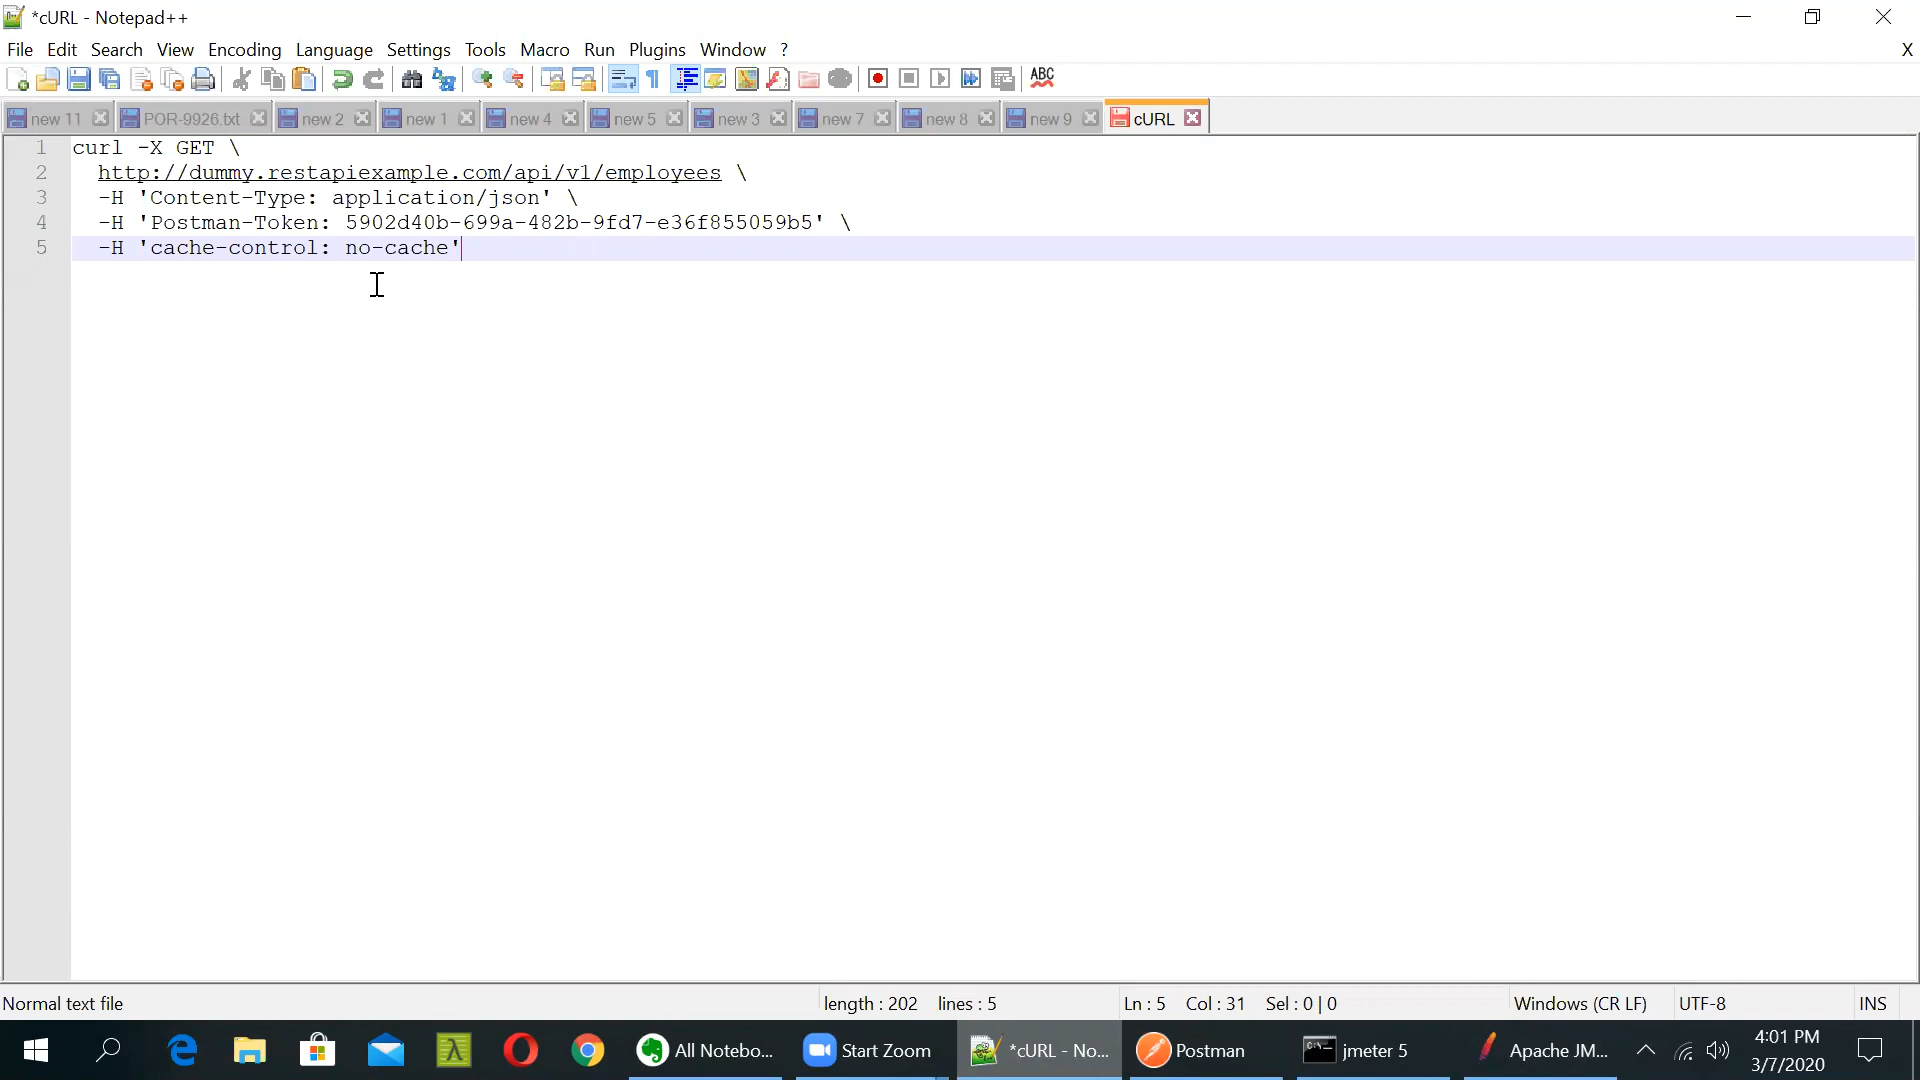 *cURL - Notepad++
File Edit Search View Encoding Language Settings Tools Macro Run Plugins Window ? X
ABC
new 11 POR-9926.txt new 2 new 1 new 4 new 5 new 3 new 7 new 8 new 9 cURL
1 curl -X GET \
2 http://dummy.restapiexample.com/api/v1/employees \
3 -H 'Content-Type: application/json' \
4 -H 'Postman-Token: 5902d40b-699a-482b-9fd7-e36f855059b5' \
5 -H 'cache-control: no-cache'
Normal text file length : 202 lines : 5 Ln : 5 Col : 31 Sel : 0 | 0 Windows (CR LF) UTF-8 INS
All Notebo... Start Zoom *cURL - No... Postman jmeter 5 Apache JM... 4:01 PM
3/7/2020